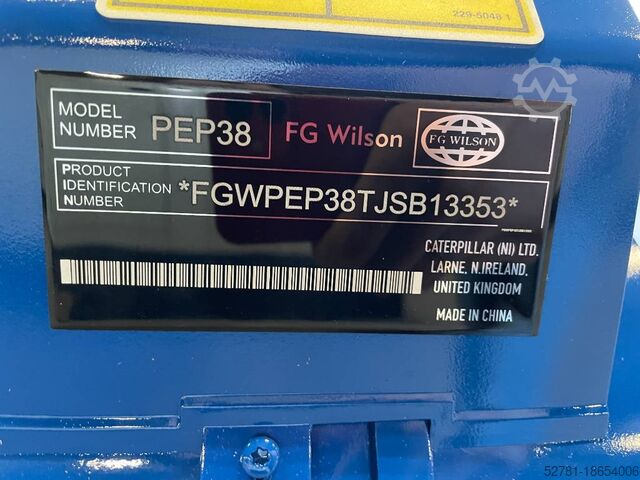 229-5048 1
MODEL
NUMBER
PEP38
FG Wilson
FG WILSON
PRODUCT
IDENTIFICATION
NUMBER
*FGWPEP38TJSB13353*
CATERPILLAR (NI) LTD.
LARNE, N.IRELAND.
UNITED KINGDOM
MADE IN CHINA
52781-18654006